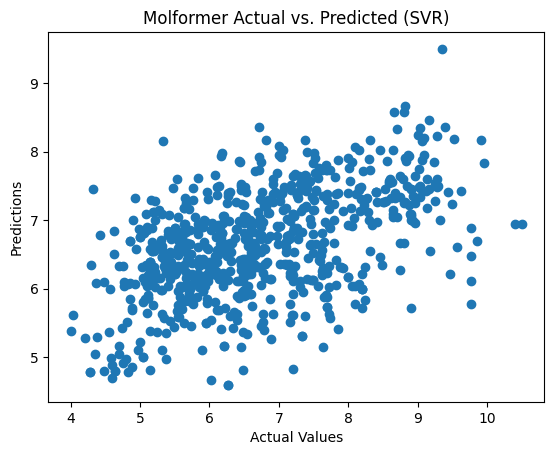 Molformer Actual vs. Predicted (SVR)
9
8
7
6
5
Predictions
4 5 6 7 8 9 10
Actual Values